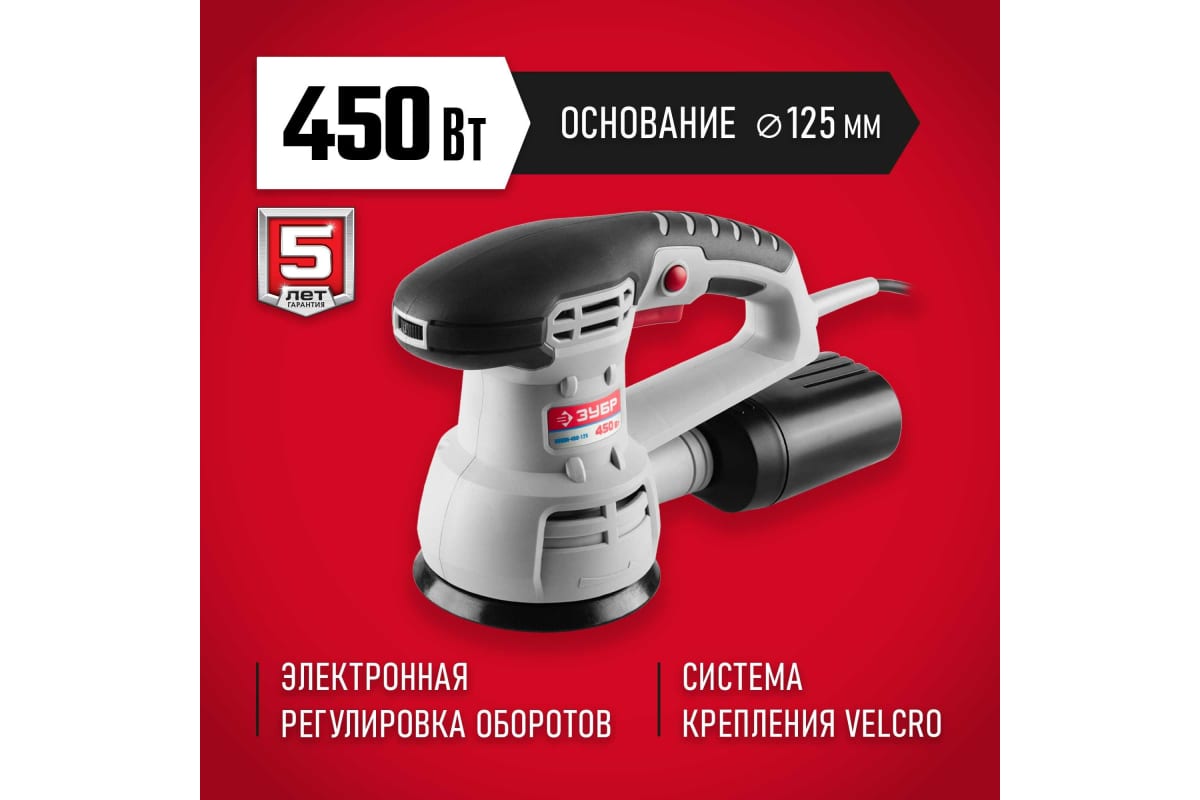 450 Вт
ОСНОВАНИЕ ⌀ 125 ММ
5
лет
ГАРАНТИЯ
ЗУБР
450 Вт
ЭЛЕКТРОННАЯ
РЕГУЛИРОВКА ОБОРОТОВ
СИСТЕМА
КРЕПЛЕНИЯ VELCRO